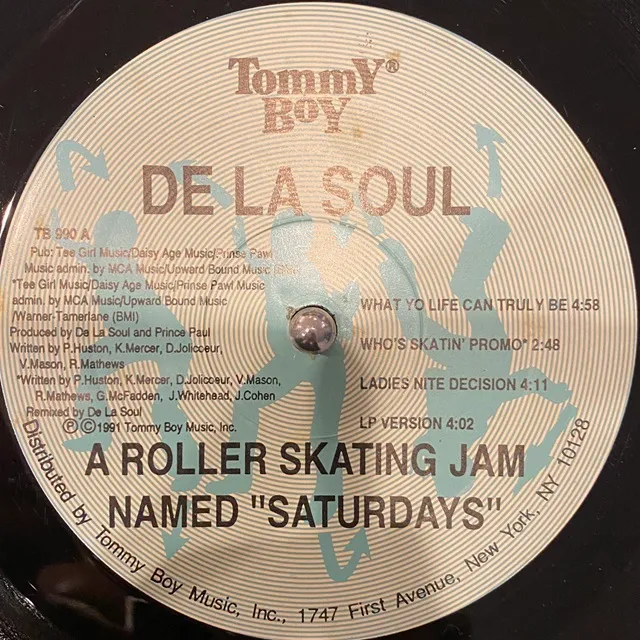 Tommy®
Boy
DE LA SOUL
TB 990 A
Pub: Tee Girl Music/Daisy Age Music/Prinse Pawl
Music admin. by MCA Music/Upward Bound Music
*Tee Girl Music/Daisy Age Music/Prinse Pawl Music
admin. by MCA Music/Upward Bound Music
/Warner-Tamerlane (BMI)
Produced by De La Soul and Prince Paul
Written by P.Huston, K.Mercer, D.Jolicoeur,
V.Mason, R.Mathews
*Written by P.Huston, K.Mercer, D.Jolicoeur, V.Mason,
R.Mathews, G.McFadden, J.Whitehead, J.Cohen
Remixed by De La Soul
℗©1991 Tommy Boy Music, Inc.
WHAT YO LIFE CAN TRULY BE 4:58
WHO'S SKATIN' PROMO* 2:48
LADIES NITE DECISION 4:11
LP VERSION 4:02
A ROLLER SKATING JAM
NAMED "SATURDAYS"
Distributed by Tommy Boy Music, Inc., 1747 First Avenue, New York, NY 10128